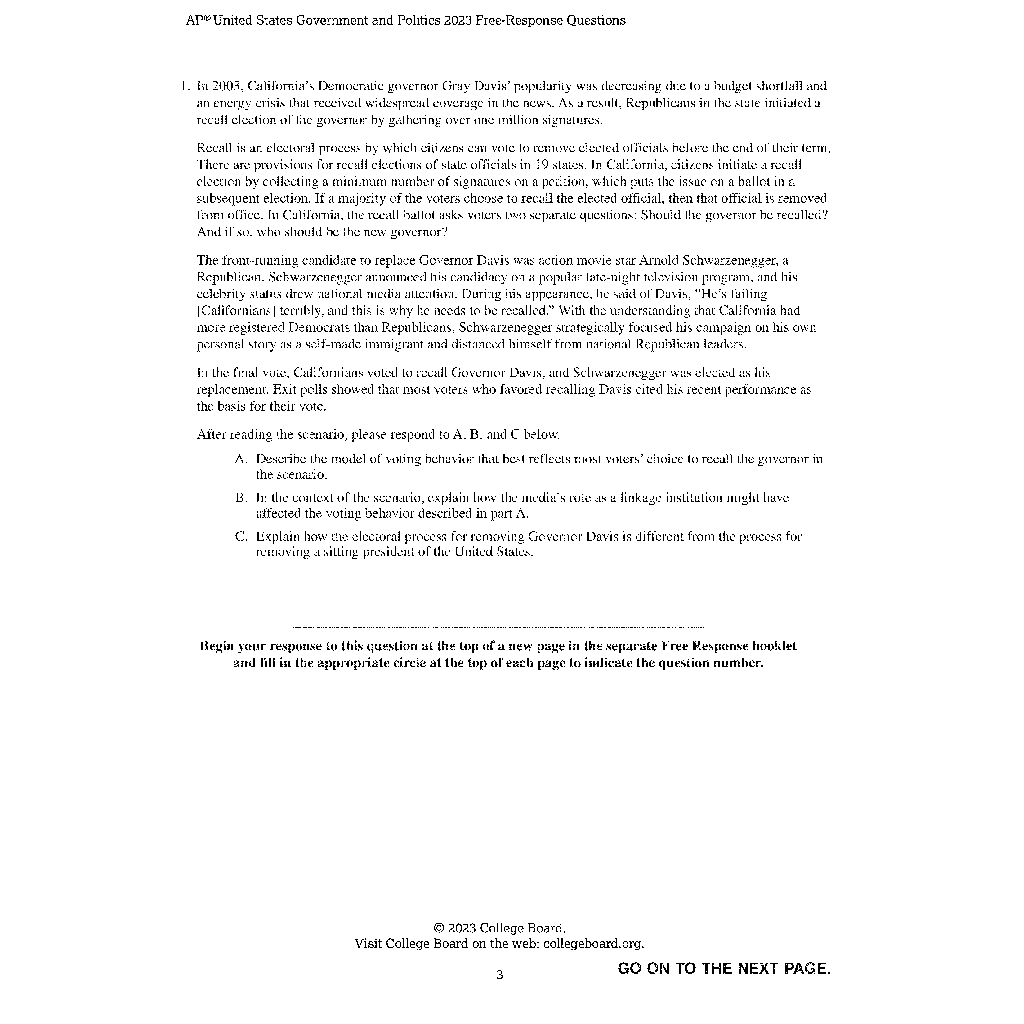 AP® United States Government and Politics 2023 Free-Response Questions
1. In 2003, California's Democratic governor Gray Davis' popularity was decreasing due to a budget shortfall and
an energy crisis that received widespread coverage in the news. As a result, Republicans in the state initiated a
recall election of the governor by gathering over one million signatures.
Recall is an electoral process by which citizens can vote to remove elected officials before the end of their term.
There are provisions for recall elections of state officials in 19 states. In California, citizens initiate a recall
election by collecting a minimum number of signatures on a petition, which puts the issue on a ballot in a
subsequent election. If a majority of the voters choose to recall the elected official, then that official is removed
from office. In California, the recall ballot asks voters two separate questions: Should the governor be recalled?
And if so, who should be the new governor?
The front-running candidate to replace Governor Davis was action movie star Arnold Schwarzenegger, a
Republican. Schwarzenegger announced his candidacy on a popular late-night television program, and his
celebrity status drew national media attention. During his appearance, he said of Davis, "He's failing
[Californians] terribly, and this is why he needs to be recalled." With the understanding that California had
more registered Democrats than Republicans, Schwarzenegger strategically focused his campaign on his own
personal story as a self-made immigrant and distanced himself from national Republican leaders.
In the final vote, Californians voted to recall Governor Davis, and Schwarzenegger was elected as his
replacement. Exit polls showed that most voters who favored recalling Davis cited his recent performance as
the basis for their vote.
After reading the scenario, please respond to A, B, and C below.
A. Describe the model of voting behavior that best reflects most voters' choice to recall the governor in
the scenario.
B. In the context of the scenario, explain how the media's role as a linkage institution might have
affected the voting behavior described in part A.
C. Explain how the electoral process for removing Governor Davis is different from the process for
removing a sitting president of the United States.
Begin your response to this question at the top of a new page in the separate Free Response booklet
and fill in the appropriate circle at the top of each page to indicate the question number.
© 2023 College Board.
Visit College Board on the web: collegeboard.org.
GO ON TO THE NEXT PAGE.
3